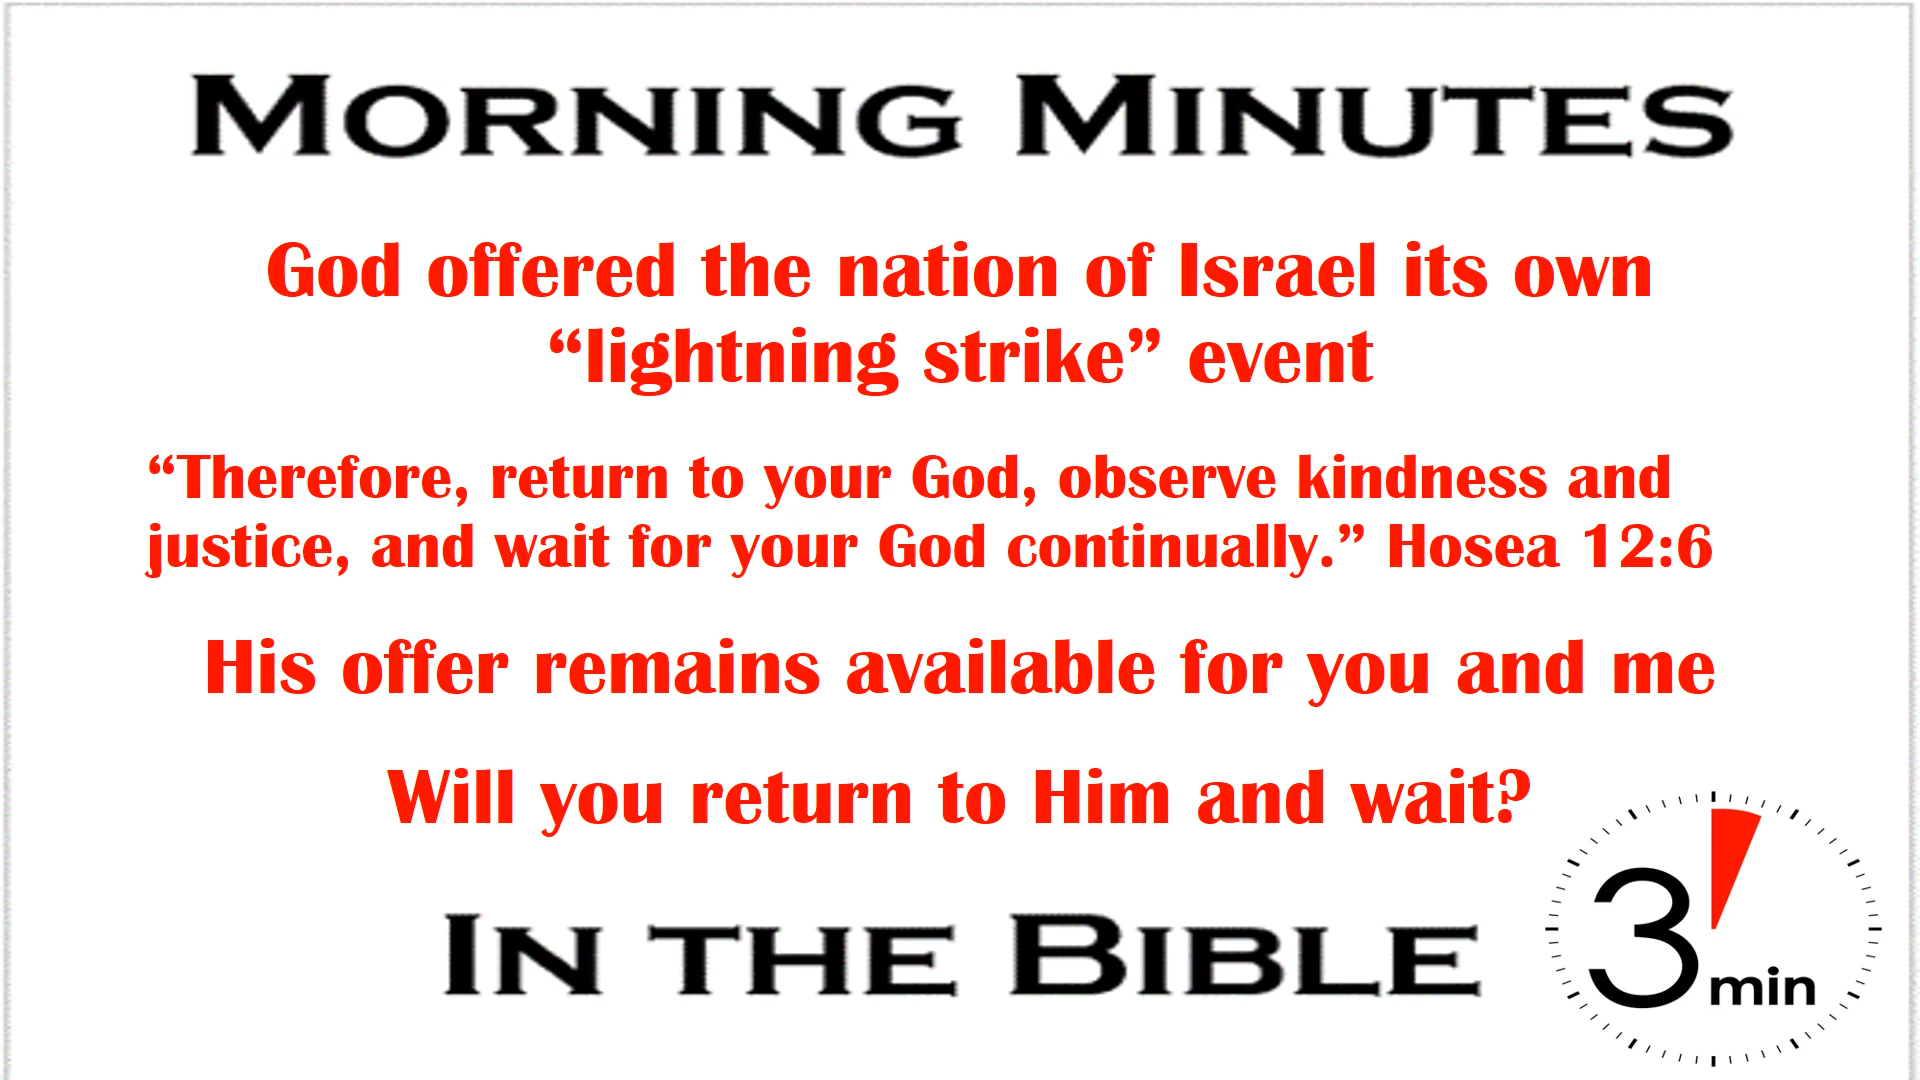 MORNING MINUTES
God offered the nation of Israel its own
“lightning strike” event
“Therefore, return to your God, observe kindness and
justice, and wait for your God continually.” Hosea 12:6
His offer remains available for you and me
Will you return to Him and wait?
IN THE BIBLE
3 min